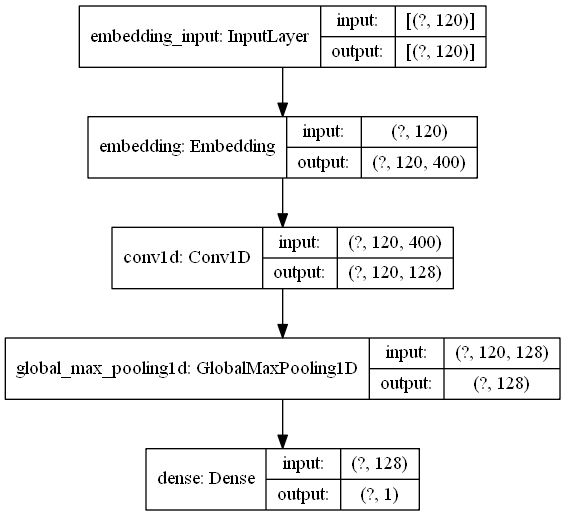 embedding_input: InputLayer
input:
[(?, 120)]
output:
[(?, 120)]
embedding: Embedding
input:
(?, 120)
output:
(?, 120, 400)
conv1d: Conv1D
input:
(?, 120, 400)
output:
(?, 120, 128)
global_max_pooling1d: GlobalMaxPooling1D
input:
(?, 120, 128)
output:
(?, 128)
dense: Dense
input:
(?, 128)
output:
(?, 1)